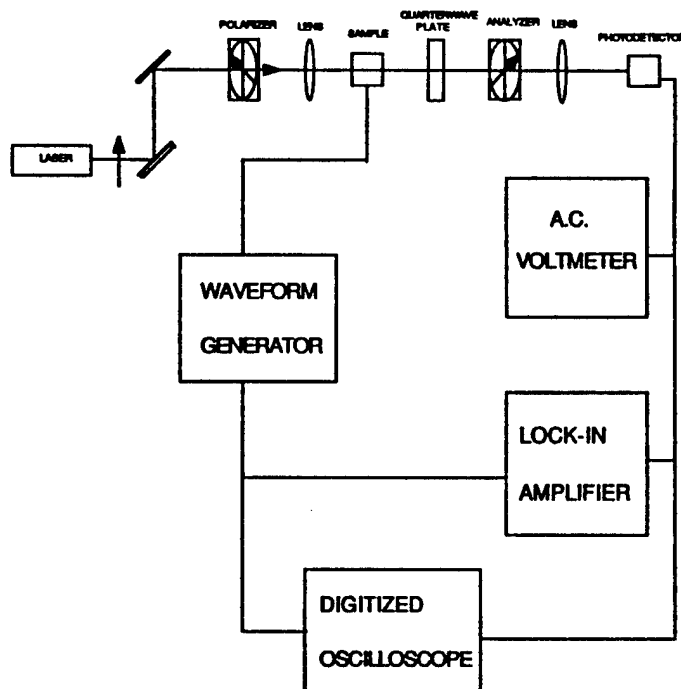 POLARIZER
LENS
SAMPLE
QUARTERWAVE
PLATE
ANALYZER
LENS
PHOTODETECTOR
LASER
A.C.
VOLTMETER
WAVEFORM
GENERATOR
LOCK-IN
AMPLIFIER
DIGITIZED
OSCILLOSCOPE